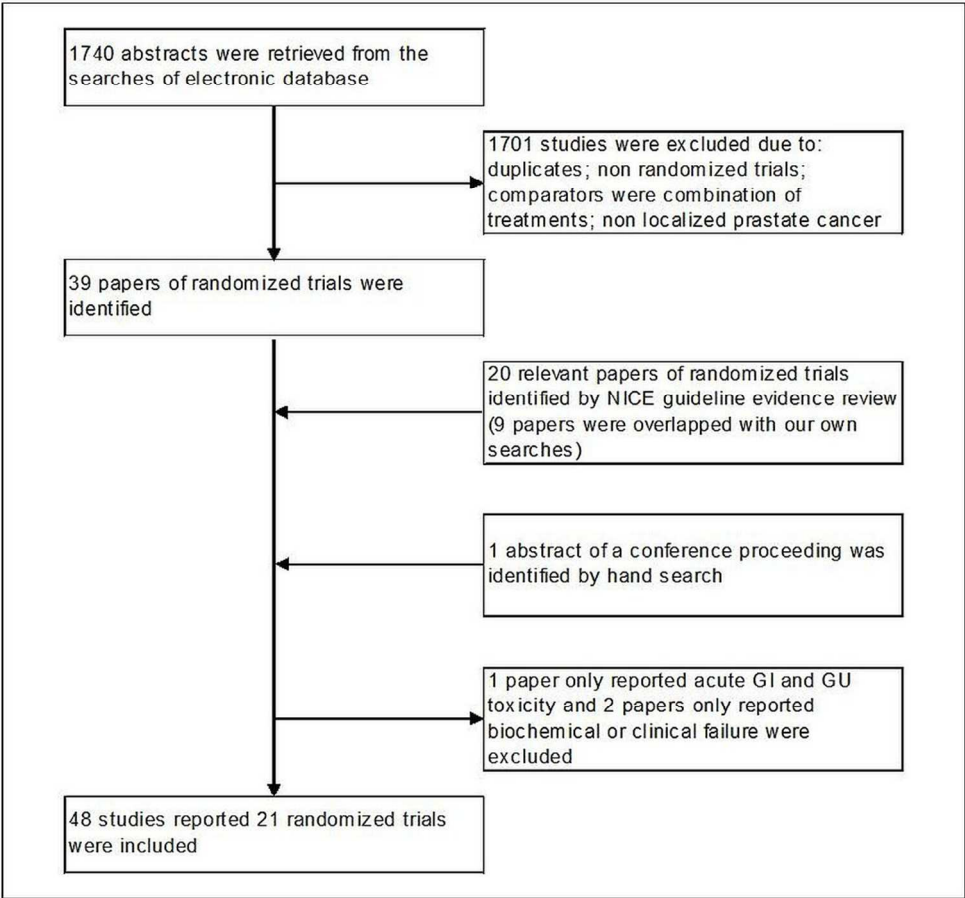 1740 abstracts were retrieved from the
searches of electronic database
1701 studies were excluded due to:
duplicates; non randomized trials;
comparators were combination of
treatments; non localized prastate cancer
39 papers of randomized trials were
identified
20 relevant papers of randomized trials
identified by NICE guideline evidence review
(9 papers were overlapped with our own
searches)
1 abstract of a conference proceeding was
identified by hand search
1 paper only reported acute GI and GU
toxicity and 2 papers only reported
biochemical or clinical failure were
excluded
48 studies reported 21 randomized trials
were included